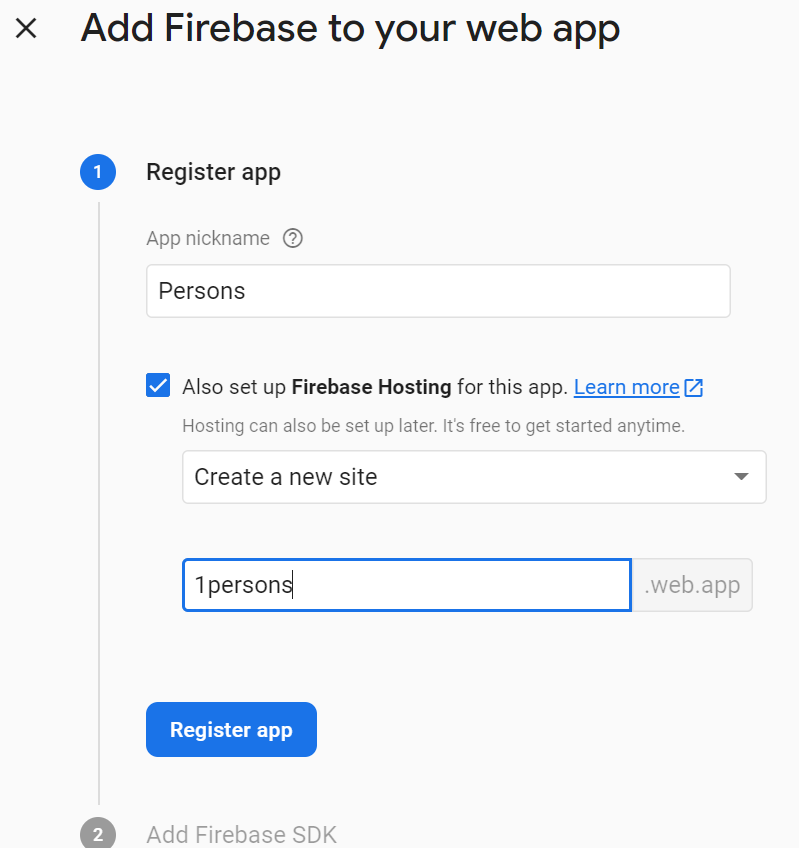 Add Firebase to your web app
1
Register app
App nickname ?
Persons
Also set up Firebase Hosting for this app. Learn more
Hosting can also be set up later. It's free to get started anytime.
Create a new site
1persons .web.app
Register app
2
Add Firebase SDK